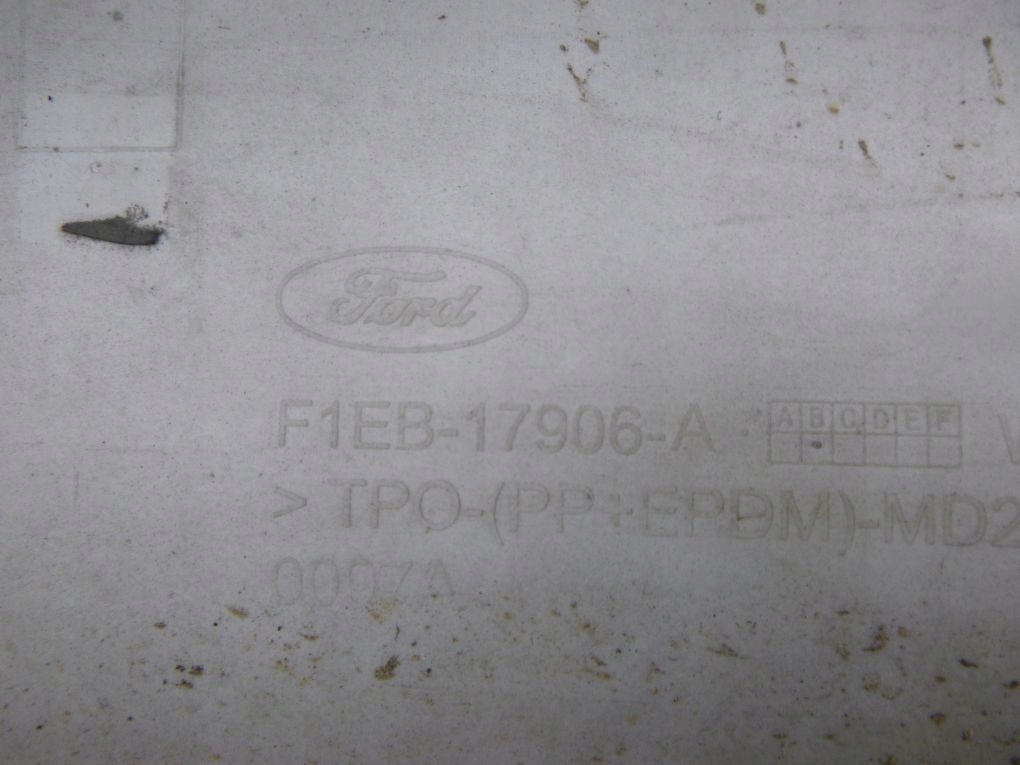 Ford
F1EB-17906-A ABCDEF
> TPO-(PP+EPDM)-MD2
0007A